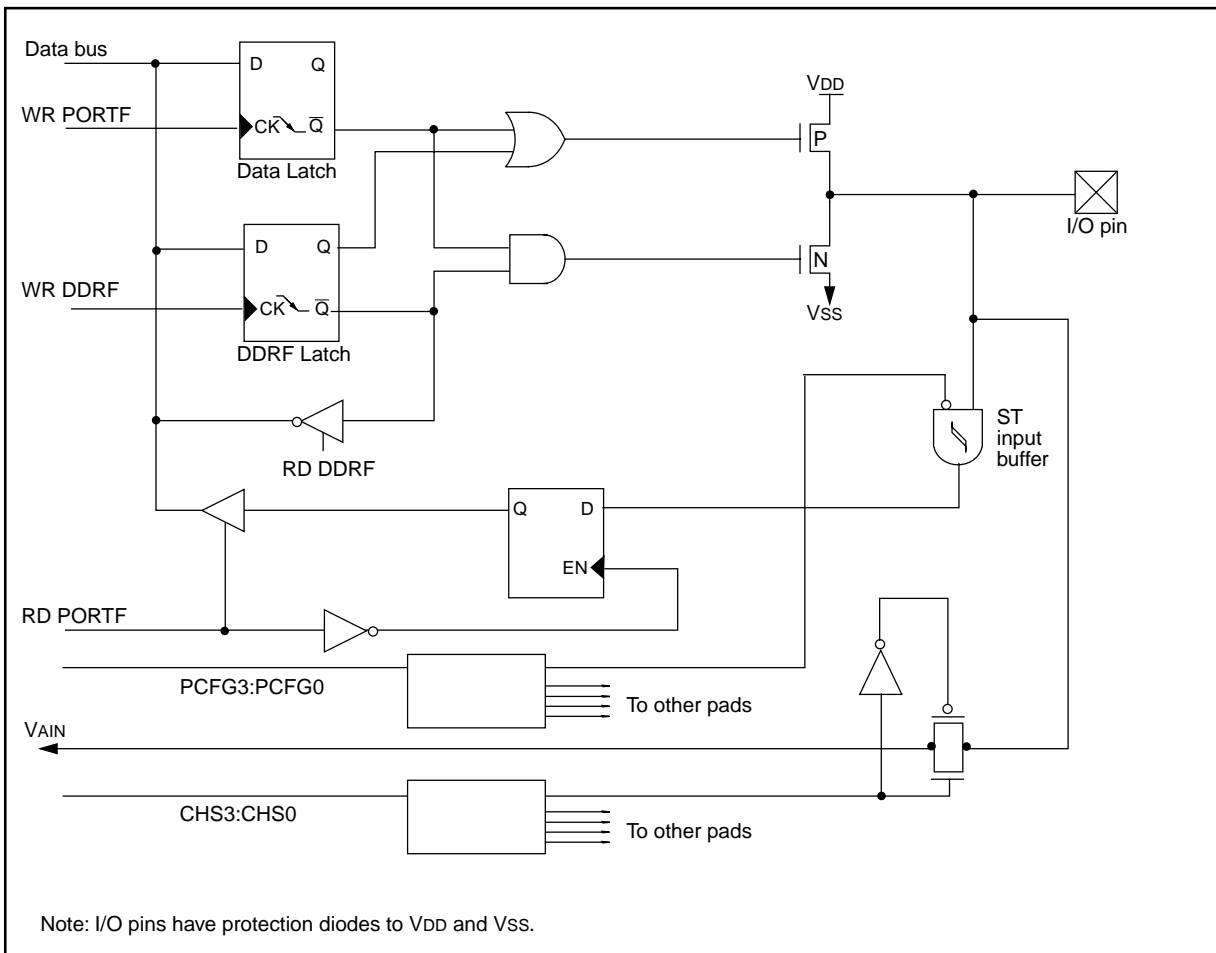 Data bus
D
Q
VDD
WR PORTF
CK
Q̅
P
Data Latch
I/O pin
D
Q
N
WR DDRF
CK
Q̅
VSS
DDRF Latch
ST
input
buffer
RD DDRF
Q
D
EN
RD PORTF
PCFG3:PCFG0
To other pads
VAIN
CHS3:CHS0
To other pads
Note: I/O pins have protection diodes to VDD and VSS.